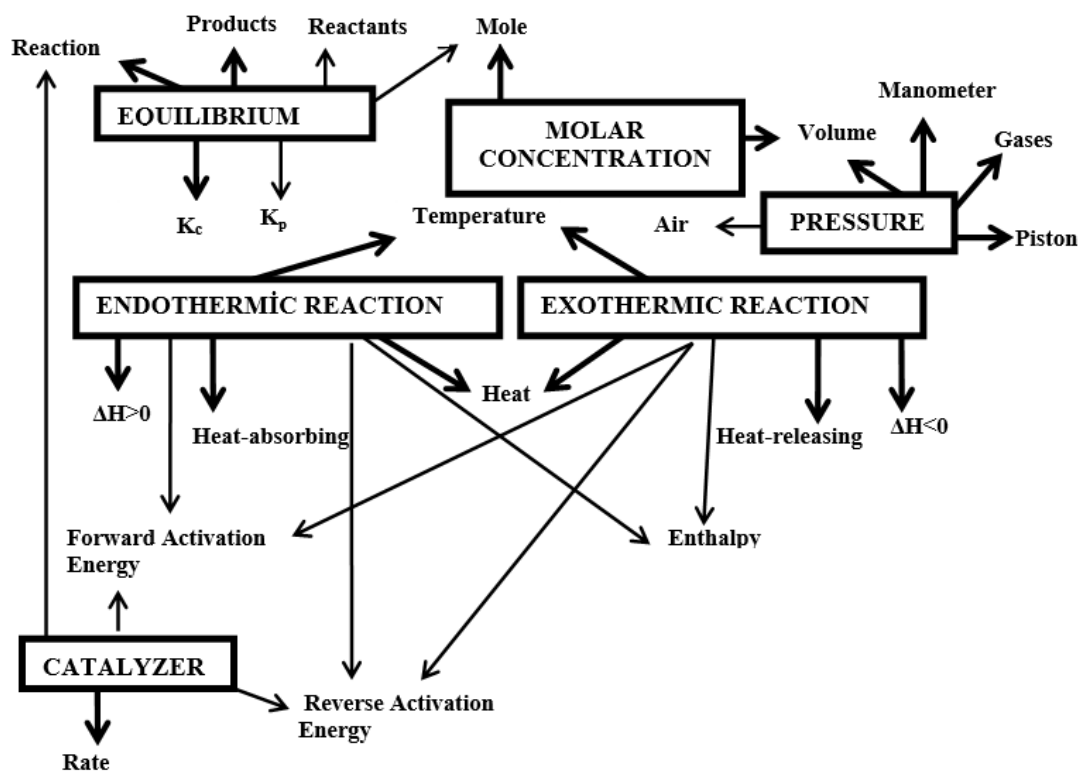 Products
Reactants
Mole
Reaction
Manometer
EQUILIBRIUM
MOLAR
CONCENTRATION
Volume
Gases
Kc
Kp
Temperature
Air
PRESSURE
Piston
ENDOTHERMİC REACTION
EXOTHERMIC REACTION
ΔH>0
Heat
Heat-absorbing
Heat-releasing
ΔH<0
Forward Activation
Energy
Enthalpy
CATALYZER
Reverse Activation
Energy
Rate